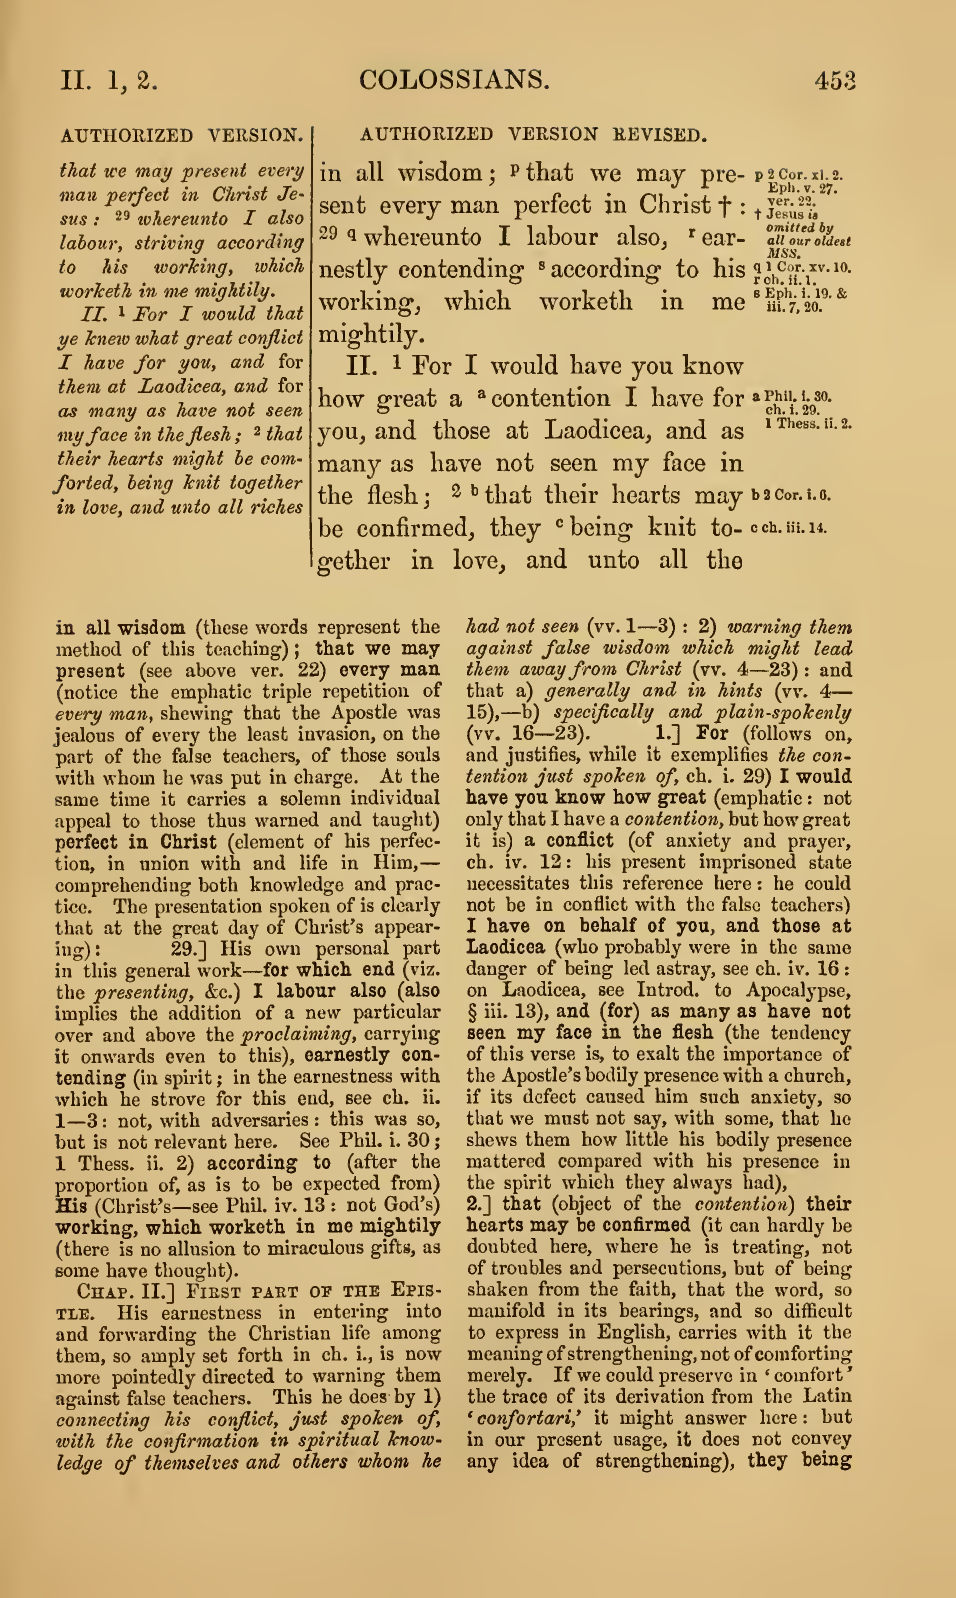 II. 1, 2.
COLOSSIANS.
453
AUTHORIZED VERSION.
that we may present every
man perfect in Christ Je-
sus : 29 whereunto I also
labour, striving according
to his working, which
worketh in me mightily.
II. 1 For I would that
ye knew what great conflict
I have for you, and for
them at Laodicea, and for
as many as have not seen
my face in the flesh ; 2 that
their hearts might be com-
forted, being knit together
in love, and unto all riches
AUTHORIZED VERSION REVISED.
in all wisdom ; p that we may pre-
sent every man perfect in Christ † :
29 q whereunto I labour also, r ear-
nestly contending s according to his
working, which worketh in me
mightily.
II. 1 For I would have you know
how great a a contention I have for
you, and those at Laodicea, and as
many as have not seen my face in
the flesh ; 2 b that their hearts may
be confirmed, they c being knit to-
gether in love, and unto all the
p 2 Cor. xi. 2.
Eph. v. 27.
ver. 22.
† Jesus is
omitted by
all our oldest
MSS.
q 1 Cor. xv. 10.
r ch. ii. 1.
s Eph. i. 19. &
iii. 7, 20.
a Phil. i. 30.
ch. i. 29.
1 Thess. ii. 2.
b 2 Cor. i. 6.
c ch. iii. 14.
in all wisdom (these words represent the
method of this teaching) ; that we may
present (see above ver. 22) every man
(notice the emphatic triple repetition of
every man, shewing that the Apostle was
jealous of every the least invasion, on the
part of the false teachers, of those souls
with whom he was put in charge. At the
same time it carries a solemn individual
appeal to those thus warned and taught)
perfect in Christ (element of his perfec-
tion, in union with and life in Him,—
comprehending both knowledge and prac-
tice. The presentation spoken of is clearly
that at the great day of Christ's appear-
ing) : 29.] His own personal part
in this general work—for which end (viz.
the presenting, &c.) I labour also (also
implies the addition of a new particular
over and above the proclaiming, carrying
it onwards even to this), earnestly con-
tending (in spirit ; in the earnestness with
which he strove for this end, see ch. ii.
1—3 : not, with adversaries : this was so,
but is not relevant here. See Phil. i. 30 ;
1 Thess. ii. 2) according to (after the
proportion of, as is to be expected from)
His (Christ's—see Phil. iv. 13 : not God's)
working, which worketh in me mightily
(there is no allusion to miraculous gifts, as
some have thought).
CHAP. II.] FIRST PART OF THE EPIS-
TLE. His earnestness in entering into
and forwarding the Christian life among
them, so amply set forth in ch. i., is now
more pointedly directed to warning them
against false teachers. This he does by 1)
connecting his conflict, just spoken of,
with the confirmation in spiritual know-
ledge of themselves and others whom he
had not seen (vv. 1—3) : 2) warning them
against false wisdom which might lead
them away from Christ (vv. 4—23) : and
that a) generally and in hints (vv. 4—
15),—b) specifically and plain-spokenly
(vv. 16—23). 1.] For (follows on,
and justifies, while it exemplifies the con-
tention just spoken of, ch. i. 29) I would
have you know how great (emphatic : not
only that I have a contention, but how great
it is) a conflict (of anxiety and prayer,
ch. iv. 12 : his present imprisoned state
necessitates this reference here : he could
not be in conflict with the false teachers)
I have on behalf of you, and those at
Laodicea (who probably were in the same
danger of being led astray, see ch. iv. 16 :
on Laodicea, see Introd. to Apocalypse,
§ iii. 13), and (for) as many as have not
seen my face in the flesh (the tendency
of this verse is, to exalt the importance of
the Apostle's bodily presence with a church,
if its defect caused him such anxiety, so
that we must not say, with some, that he
shews them how little his bodily presence
mattered compared with his presence in
the spirit which they always had),
2.] that (object of the contention) their
hearts may be confirmed (it can hardly be
doubted here, where he is treating, not
of troubles and persecutions, but of being
shaken from the faith, that the word, so
manifold in its bearings, and so difficult
to express in English, carries with it the
meaning of strengthening, not of comforting
merely. If we could preserve in ‘ comfort’
the trace of its derivation from the Latin
‘ confortari,’ it might answer here : but
in our present usage, it does not convey
any idea of strengthening), they being